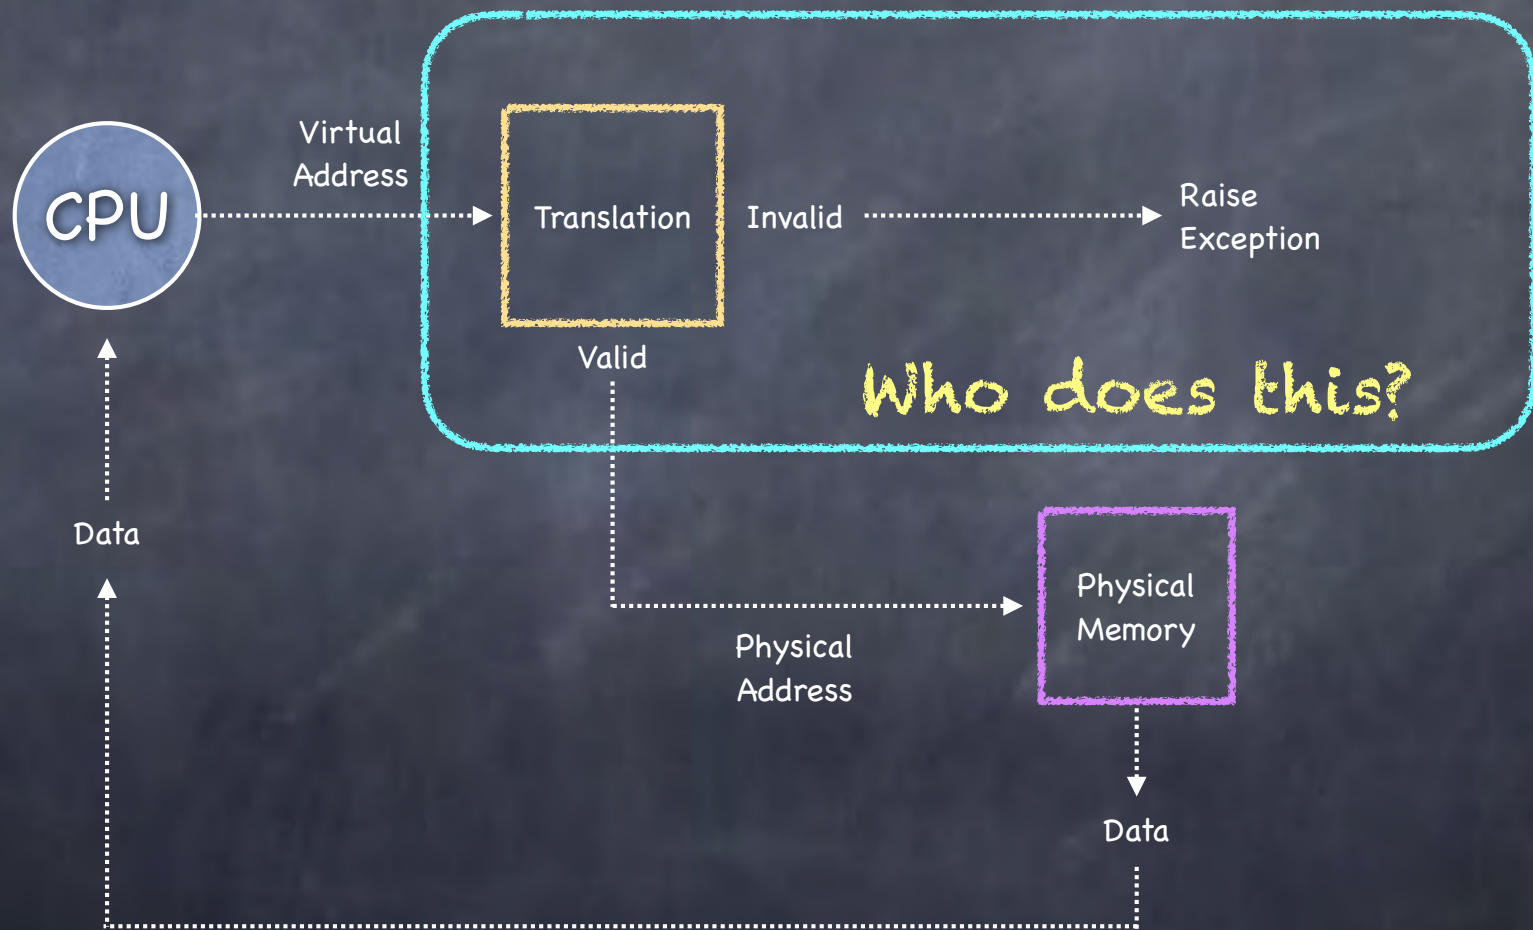 Virtual
Address
CPU
Translation
Invalid
Raise
Exception
Valid
Who does this?
Data
Physical
Memory
Physical
Address
Data